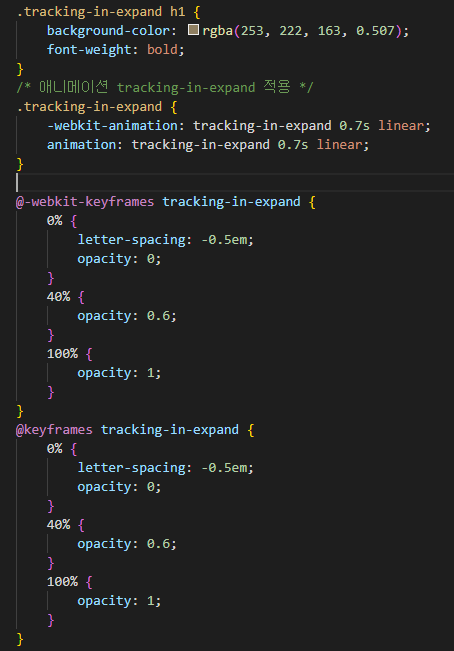 .tracking-in-expand h1 {
    background-color: rgba(253, 222, 163, 0.507);
    font-weight: bold;
}
/* 애니메이션 tracking-in-expand 적용 */
.tracking-in-expand {
    -webkit-animation: tracking-in-expand 0.7s linear;
    animation: tracking-in-expand 0.7s linear;
}
@-webkit-keyframes tracking-in-expand {
    0% {
        letter-spacing: -0.5em;
        opacity: 0;
    }
    40% {
        opacity: 0.6;
    }
    100% {
        opacity: 1;
    }
}
@keyframes tracking-in-expand {
    0% {
        letter-spacing: -0.5em;
        opacity: 0;
    }
    40% {
        opacity: 0.6;
    }
    100% {
        opacity: 1;
    }
}